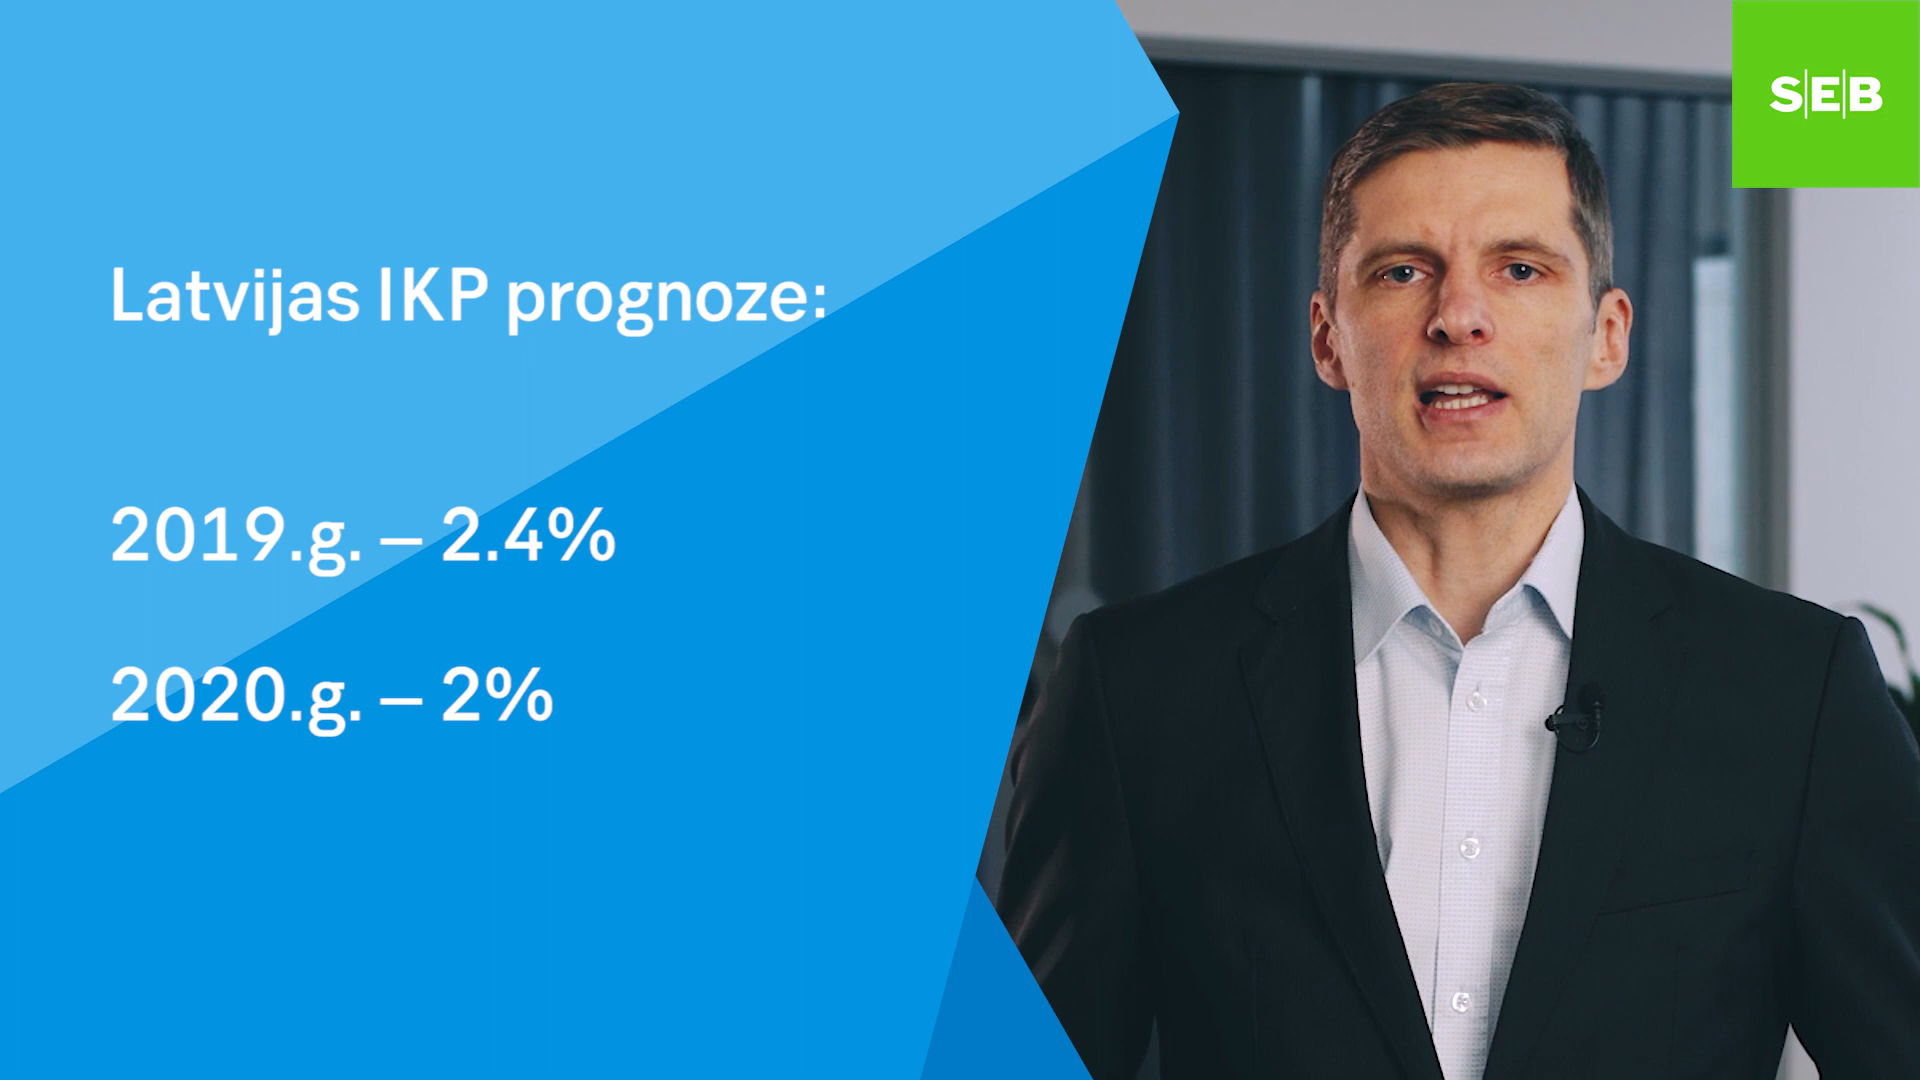 Latvijas IKP prognoze:
2019.g. – 2.4%
2020.g. – 2%
SEB